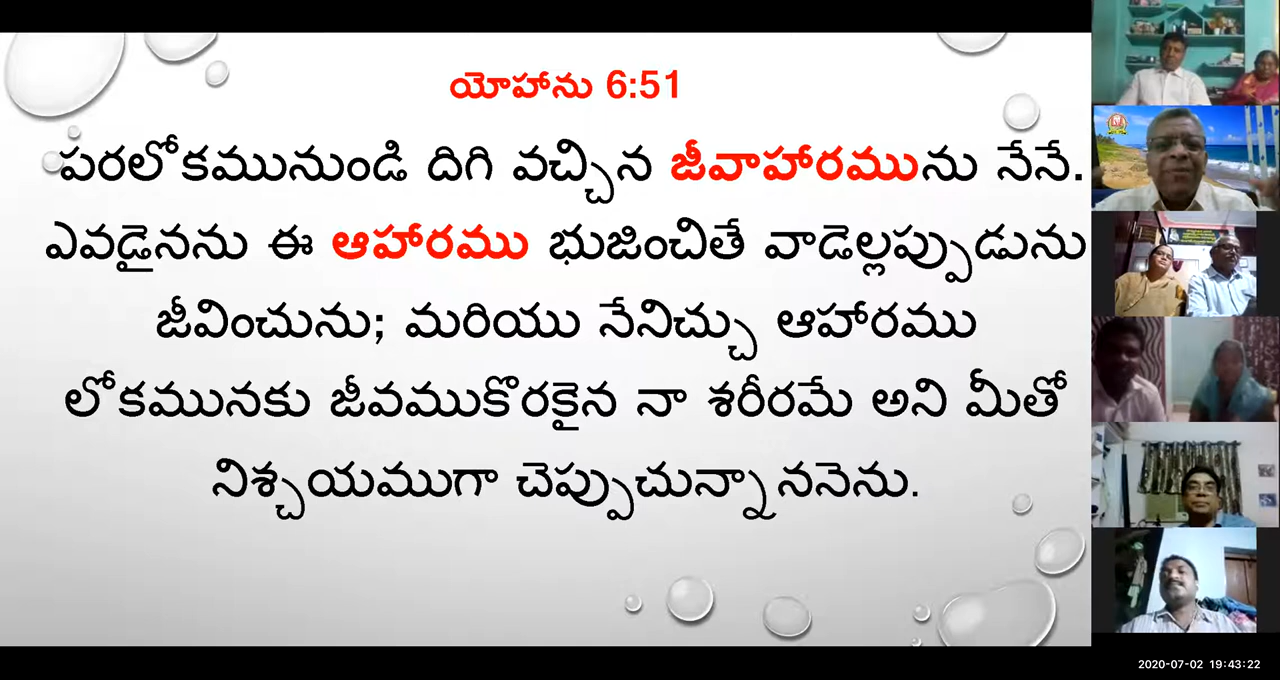 యోహాను 6:51
పరలోకమునుండి దిగి వచ్చిన జీవాహారమును నేనే.
ఎవడైనను ఈ ఆహారము భుజించితే వాడెల్లప్పుడును
జీవించును; మరియు నేనిచ్చు ఆహారము
లోకమునకు జీవముకొరకైన నా శరీరమే అని మీతో
నిశ్చయముగా చెప్పుచున్నాననెను.
2020-07-02 19:43:22